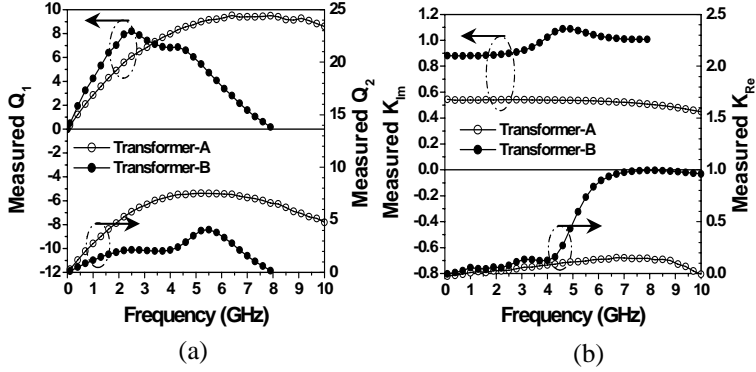 10
8
6
4
2
0
-2
-4
-6
-8
-10
-12
Measured Q1
25
20
15
10
5
0
Measured Q2
Transformer-A
Transformer-B
0 1 2 3 4 5 6 7 8 9 10
Frequency (GHz)
(a)
1.2
1.0
0.8
0.6
0.4
0.2
0.0
-0.2
-0.4
-0.6
-0.8
Measured KIm
2.5
2.0
1.5
1.0
0.5
0.0
Measured KRe
Transformer-A
Transformer-B
0 1 2 3 4 5 6 7 8 9 10
Frequency (GHz)
(b)